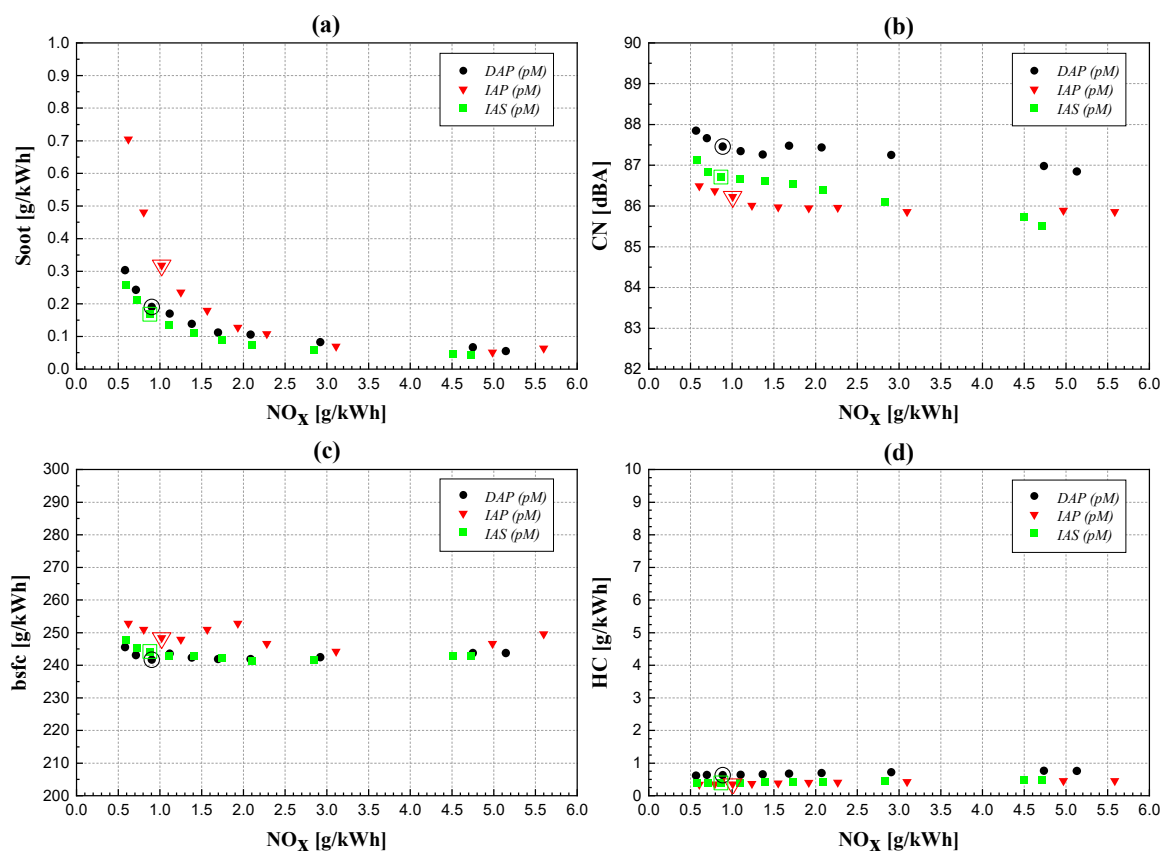 (a)
1.0
0.9
0.8
0.7
0.6
0.5
0.4
0.3
0.2
0.1
0.0
Soot [g/kWh]
DAP (pM)
IAP (pM)
IAS (pM)
0.0 0.5 1.0 1.5 2.0 2.5 3.0 3.5 4.0 4.5 5.0 5.5 6.0
NOX [g/kWh]
(b)
90
89
88
87
86
85
84
83
82
CN [dBA]
DAP (pM)
IAP (pM)
IAS (pM)
0.0 0.5 1.0 1.5 2.0 2.5 3.0 3.5 4.0 4.5 5.0 5.5 6.0
NOX [g/kWh]
(c)
300
290
280
270
260
250
240
230
220
210
200
bsfc [g/kWh]
DAP (pM)
IAP (pM)
IAS (pM)
0.0 0.5 1.0 1.5 2.0 2.5 3.0 3.5 4.0 4.5 5.0 5.5 6.0
NOX [g/kWh]
(d)
10
9
8
7
6
5
4
3
2
1
0
HC [g/kWh]
DAP (pM)
IAP (pM)
IAS (pM)
0.0 0.5 1.0 1.5 2.0 2.5 3.0 3.5 4.0 4.5 5.0 5.5 6.0
NOX [g/kWh]